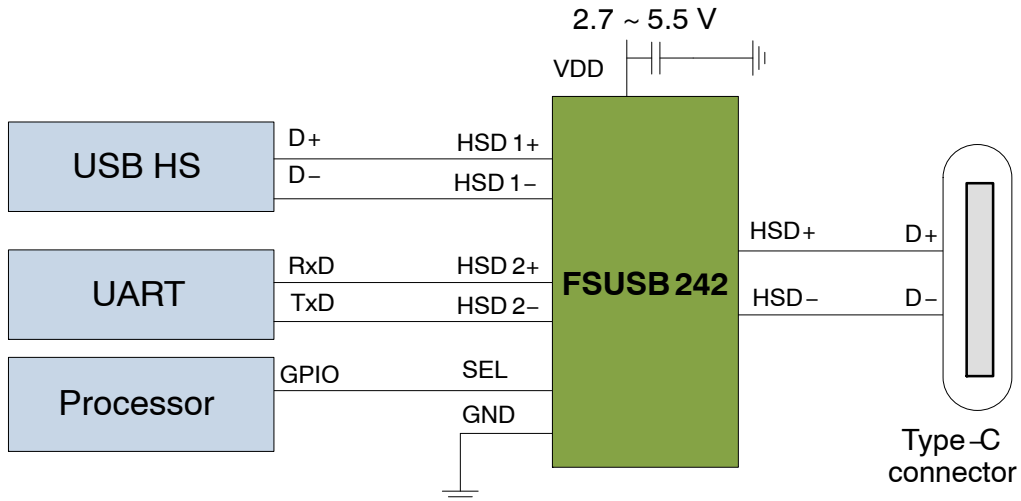 2.7 ~ 5.5 V
VDD
USB HS
D+
HSD 1+
D−
HSD 1−
UART
RxD
HSD 2+
TxD
HSD 2−
Processor
GPIO
SEL
GND
FSUSB 242
HSD+
D+
HSD−
D−
Type–C
connector